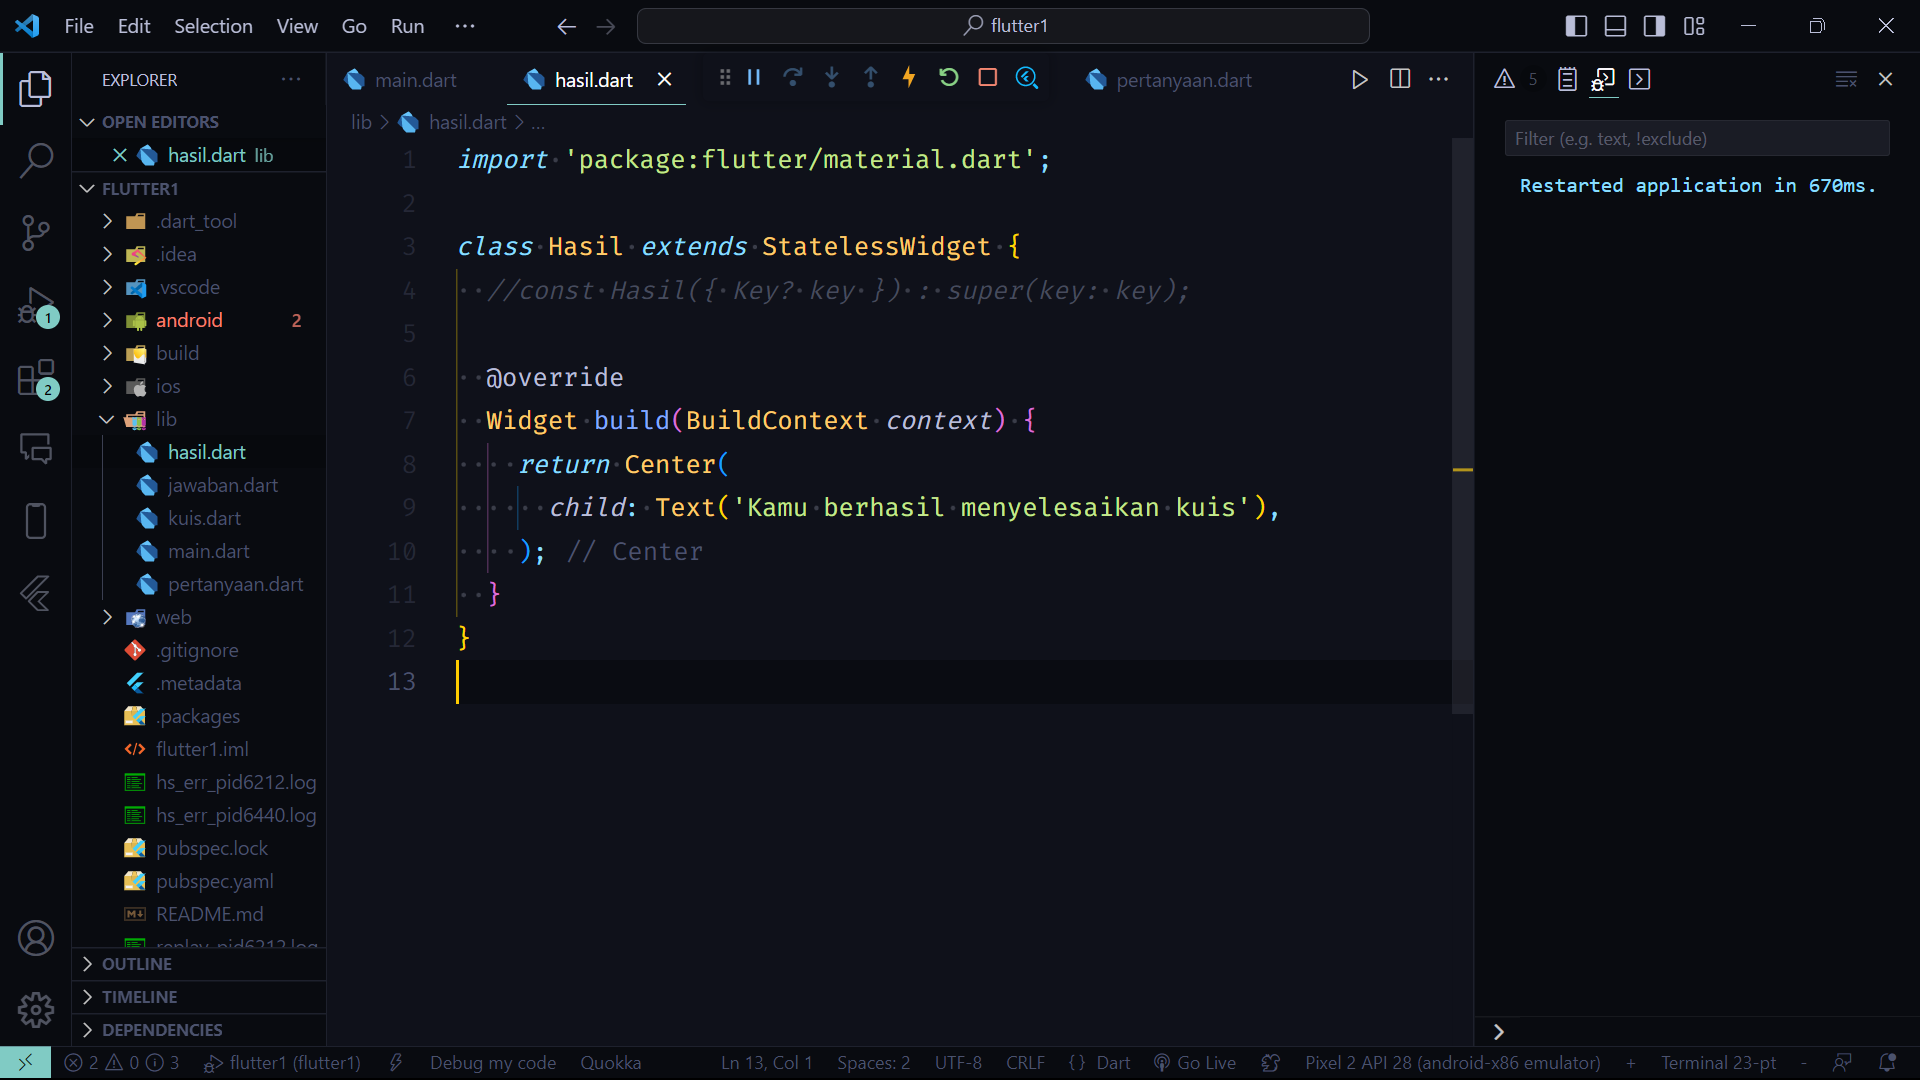 File Edit Selection View Go Run ··· flutter1
EXPLORER
OPEN EDITORS
hasil.dart lib
FLUTTER1
.dart_tool
.idea
.vscode
android 2
build
ios
lib
hasil.dart
jawaban.dart
kuis.dart
main.dart
pertanyaan.dart
web
.gitignore
.metadata
.packages
flutter1.iml
hs_err_pid6212.log
hs_err_pid6440.log
pubspec.lock
pubspec.yaml
README.md
replay_pid6212.log
OUTLINE
TIMELINE
DEPENDENCIES
1
2
main.dart hasil.dart pertanyaan.dart
lib > hasil.dart > ...
1 import 'package:flutter/material.dart';
2
3 class Hasil extends StatelessWidget {
4 //const Hasil({ Key? key }) : super(key: key);
5
6 @override
7 Widget build(BuildContext context) {
8 return Center(
9 child: Text('Kamu berhasil menyelesaikan kuis'),
10 ); // Center
11 }
12 }
13
5
Filter (e.g. text, !exclude)
Restarted application in 670ms.
2 0 3 flutter1 (flutter1) Debug my code Quokka Ln 13, Col 1 Spaces: 2 UTF-8 CRLF {} Dart Go Live Pixel 2 API 28 (android-x86 emulator) + Terminal 23-pt -